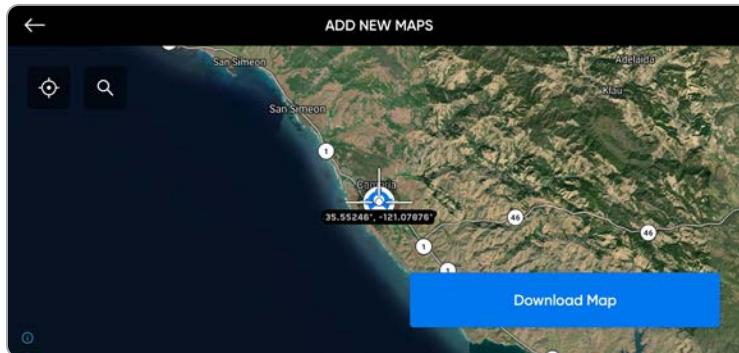 ADD NEW MAPS
San Simeon
Adelaida
Klau
San Simeon
1
Cambria
35.55246°, -121.07876°
46
46
1
1
Download Map